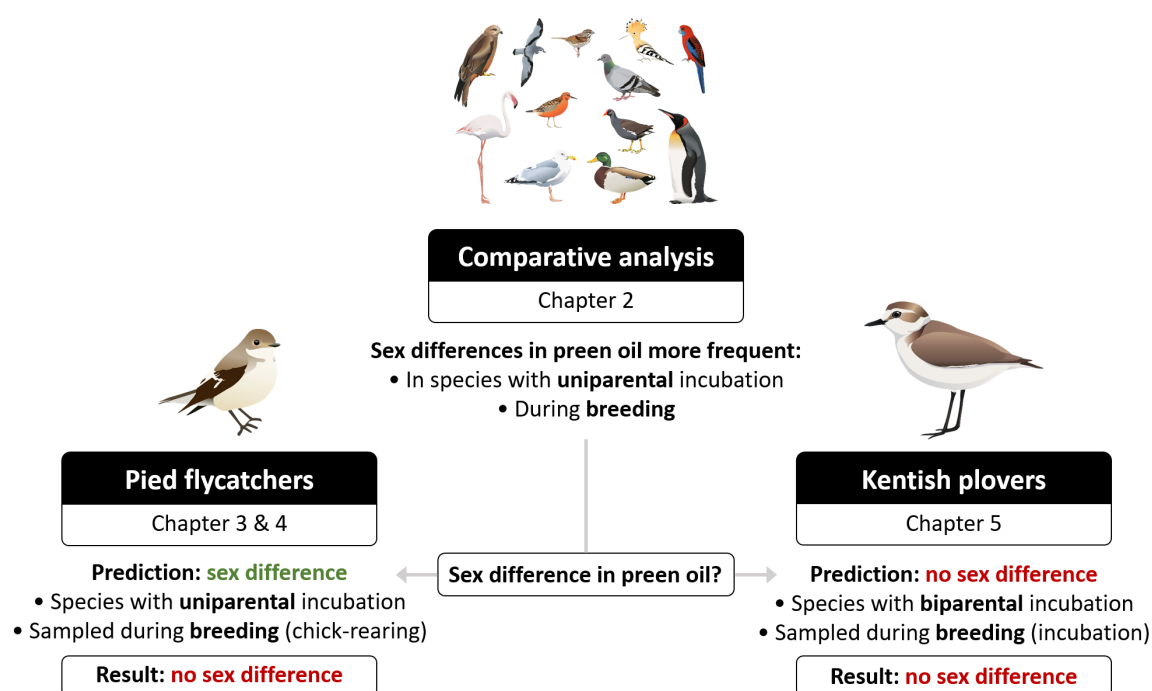 Comparative analysis
Chapter 2
Sex differences in preen oil more frequent:
• In species with uniparental incubation
• During breeding
Pied flycatchers
Chapter 3 & 4
Prediction: sex difference
• Species with uniparental incubation
• Sampled during breeding (chick-rearing)
Result: no sex difference
Sex difference in preen oil?
Kentish plovers
Chapter 5
Prediction: no sex difference
• Species with biparental incubation
• Sampled during breeding (incubation)
Result: no sex difference